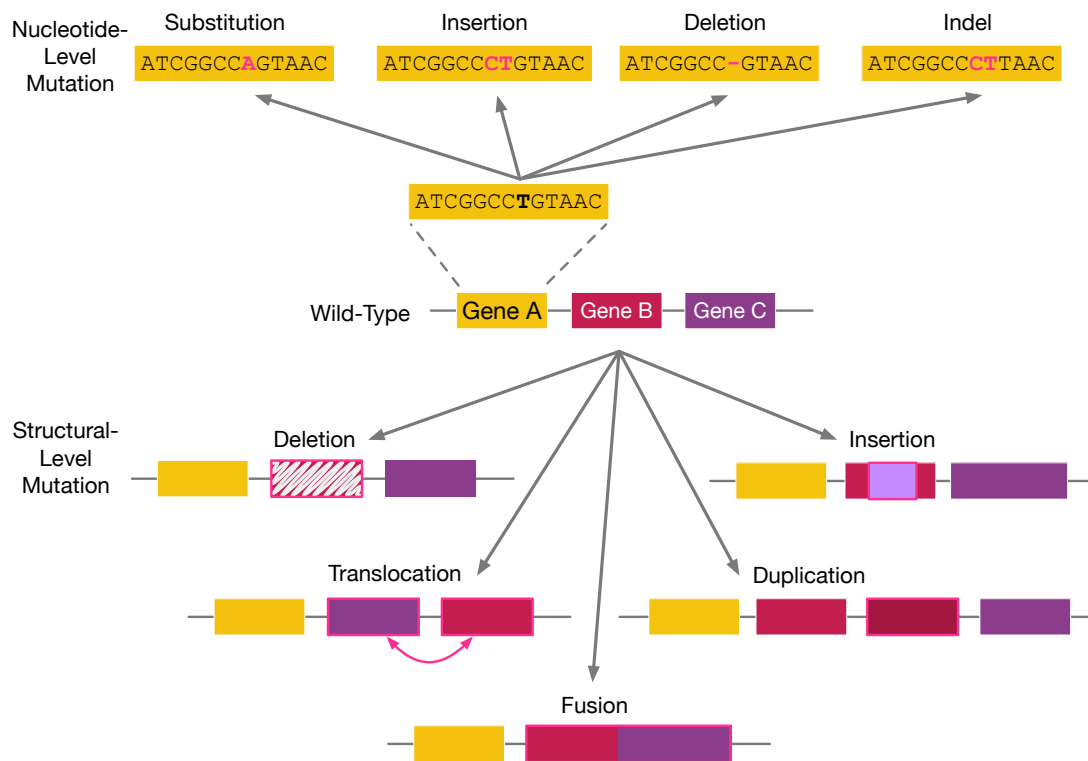 Nucleotide-
Level
Mutation
Substitution
Insertion
Deletion
Indel
ATCGGCCAGTAAC
ATCGGCCCTGTAAC
ATCGGCC-GTAAC
ATCGGCCCTTAAC
ATCGGCCTGTAAC
Wild-Type
Gene A
Gene B
Gene C
Structural-
Level
Mutation
Deletion
Insertion
Translocation
Duplication
Fusion